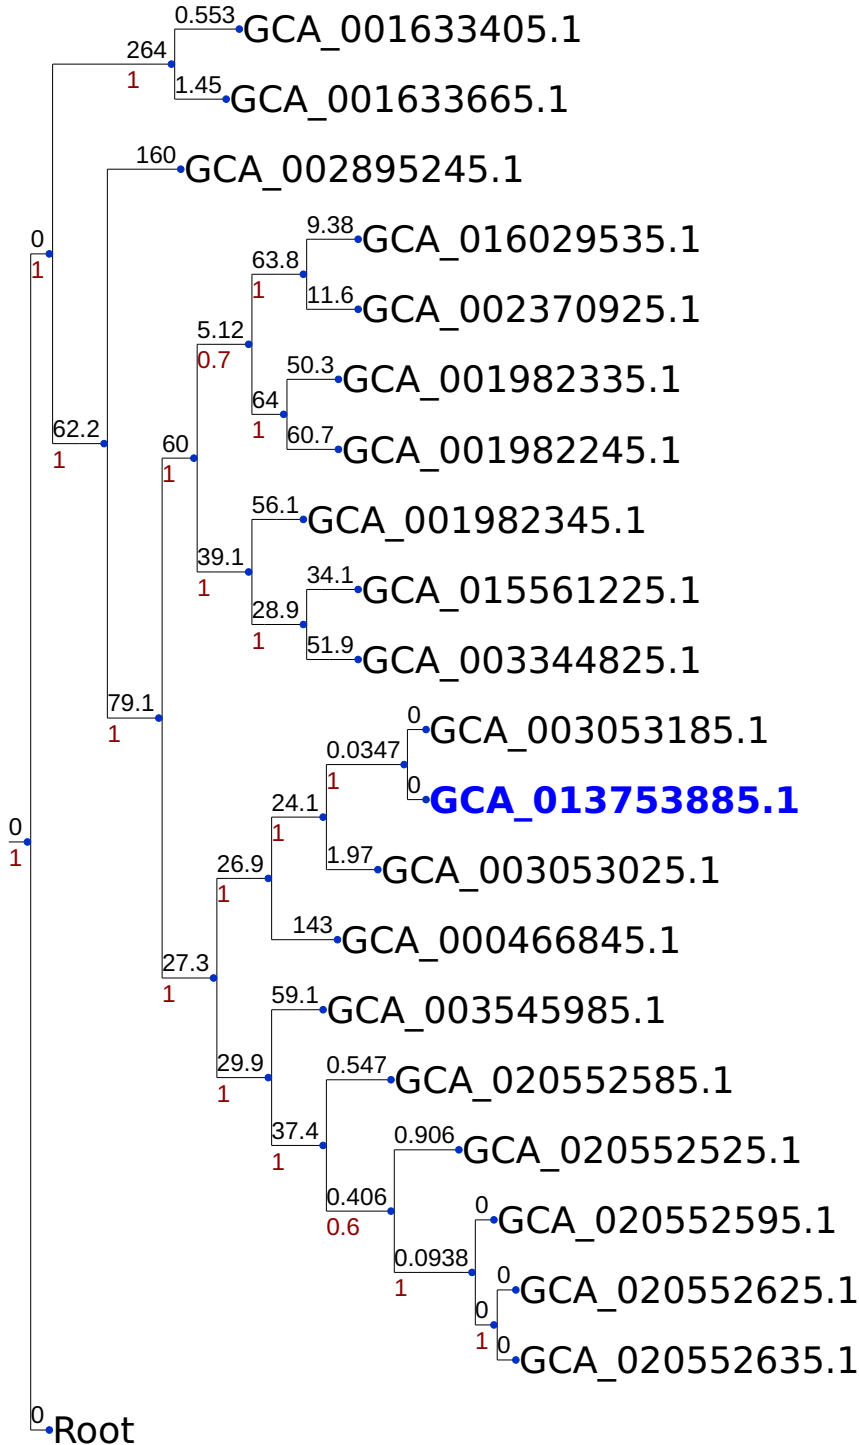 0.553
GCA_001633405.1
264
1
1.45
GCA_001633665.1
160
GCA_002895245.1
9.38
GCA_016029535.1
0
1
63.8
1
11.6
GCA_002370925.1
5.12
0.7
50.3
GCA_001982335.1
64
1
60.7
GCA_001982245.1
62.2
1
60
1
56.1
GCA_001982345.1
39.1
1
34.1
GCA_015561225.1
28.9
1
51.9
GCA_003344825.1
79.1
1
0
GCA_003053185.1
0.0347
1
0
GCA_013753885.1
24.1
1
0
1
1.97
GCA_003053025.1
26.9
1
143
GCA_000466845.1
27.3
1
59.1
GCA_003545985.1
29.9
1
0.547
GCA_020552585.1
37.4
1
0.906
GCA_020552525.1
0.406
0.6
0
GCA_020552595.1
0.0938
1
0
GCA_020552625.1
0
1
0
GCA_020552635.1
0
Root